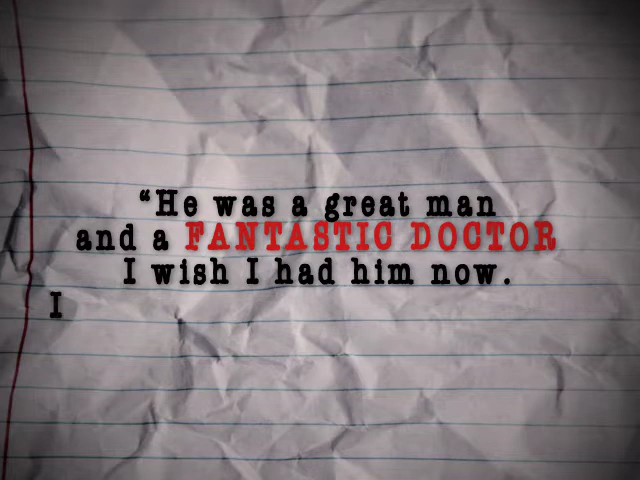 “He was a great man
and a FANTASTIC DOCTOR
I wish I had him now.
I